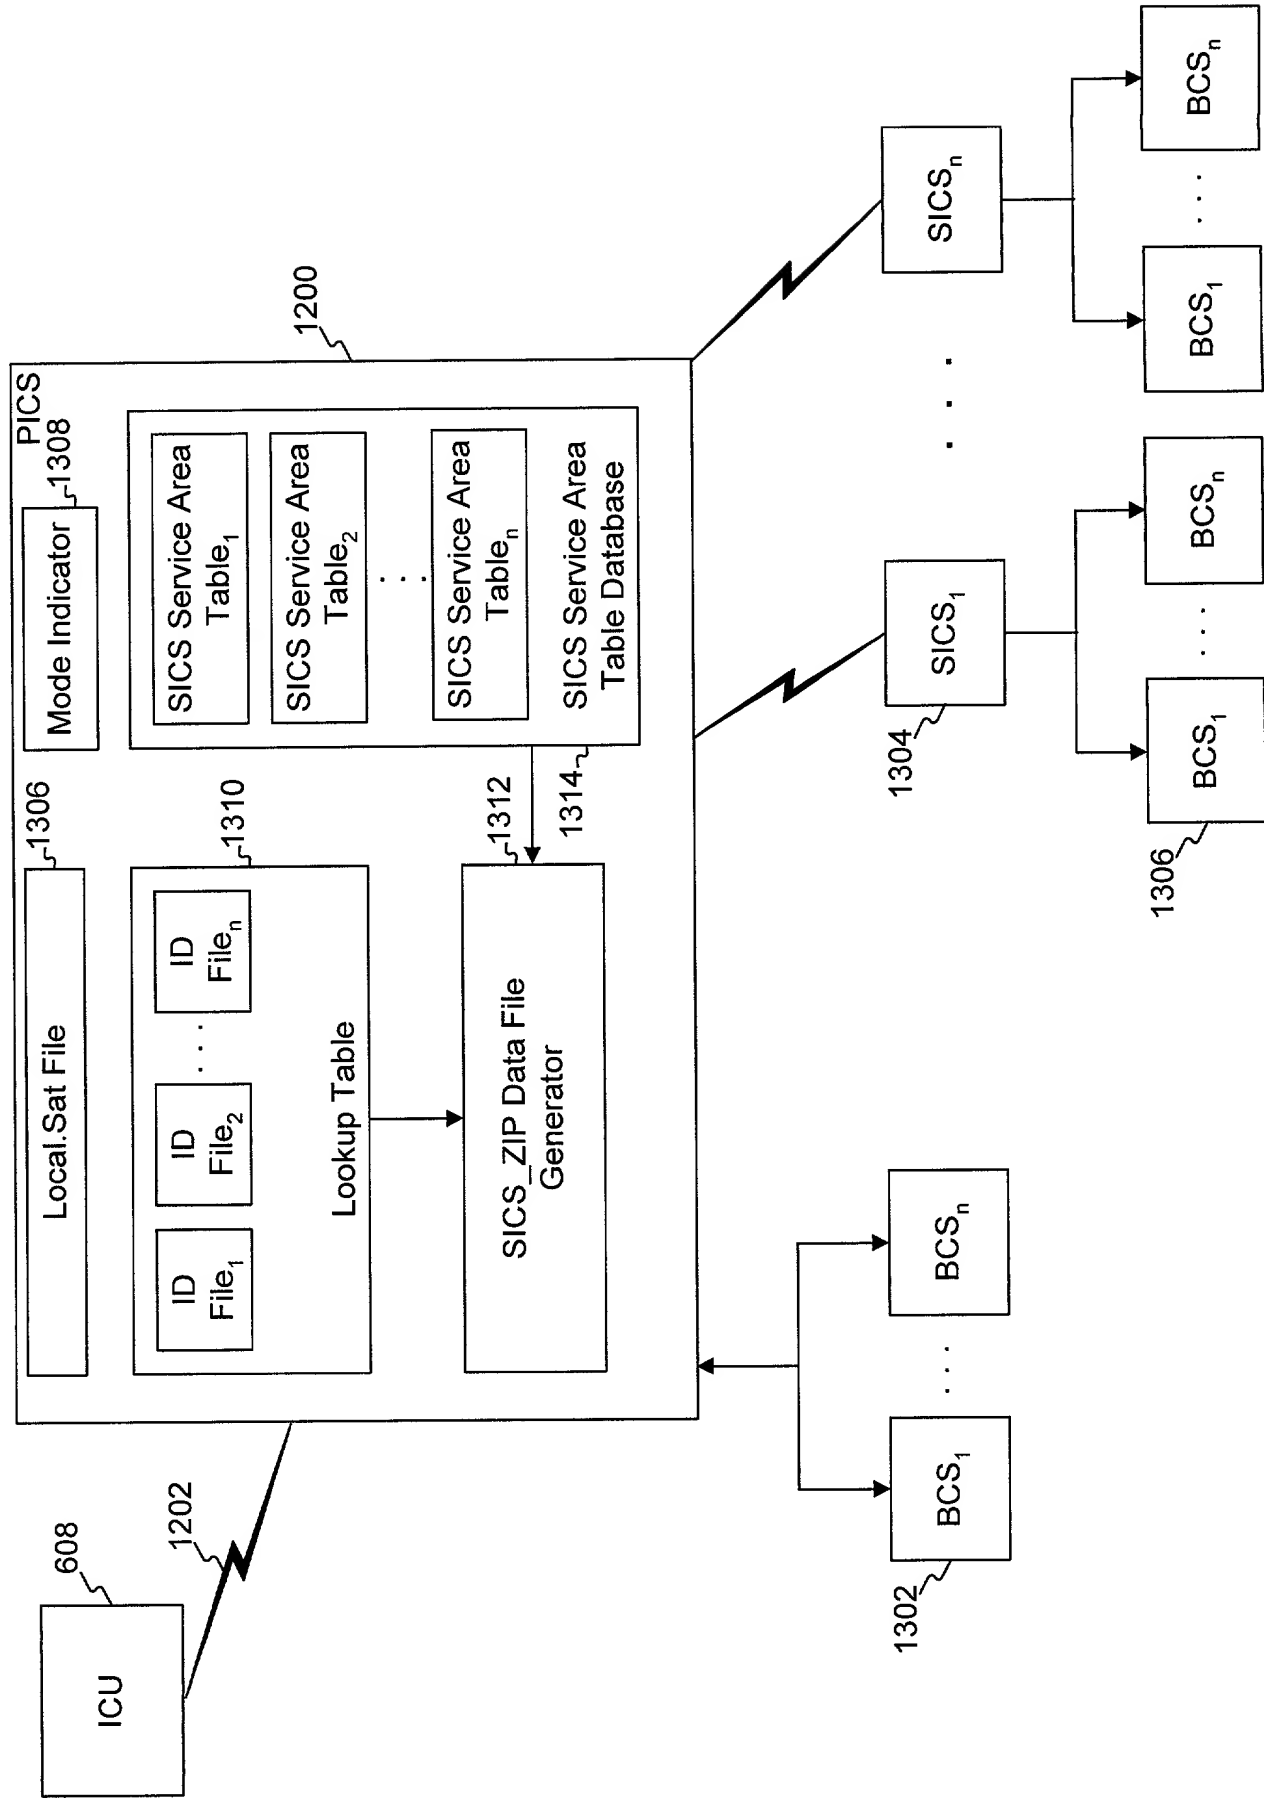 ICU
608
1202
PICS
1200
Local.Sat File
1306
Mode Indicator
1308
ID
File1
ID
File2
. . . .
ID
Filen
Lookup Table
1310
SICS Service Area
Table1
SICS Service Area
Table2
. . . .
SICS Service Area
Tablen
SICS Service Area
Table Database
1314
SICS_ZIP Data File
Generator
1312
BCS1
. . .
BCSn
1302
SICS1
1304
. . .
SICSn
BCS1
. . .
BCSn
1306
BCS1
. . .
BCSn